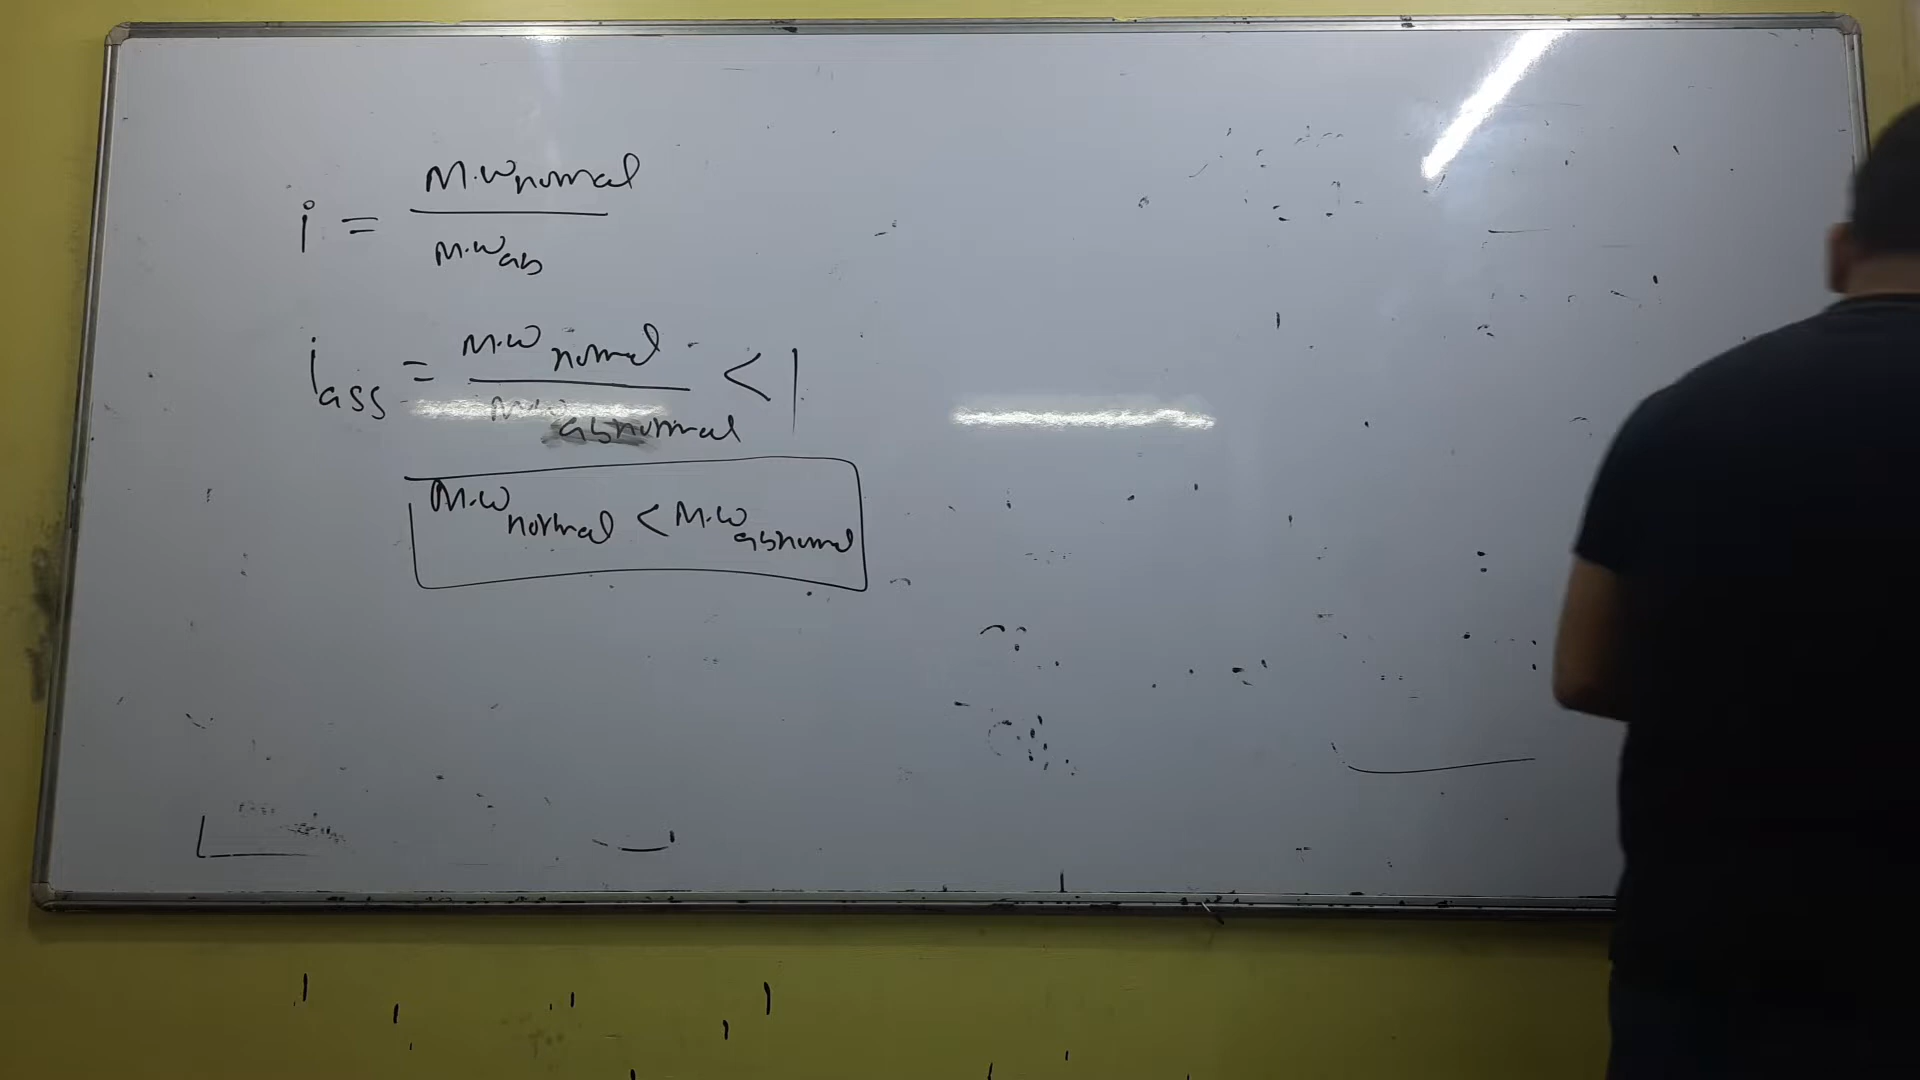 i = M.W normal / M.W ab
i ass = M.W normal / M.W abnormal < 1
M.W normal < M.W abnormal